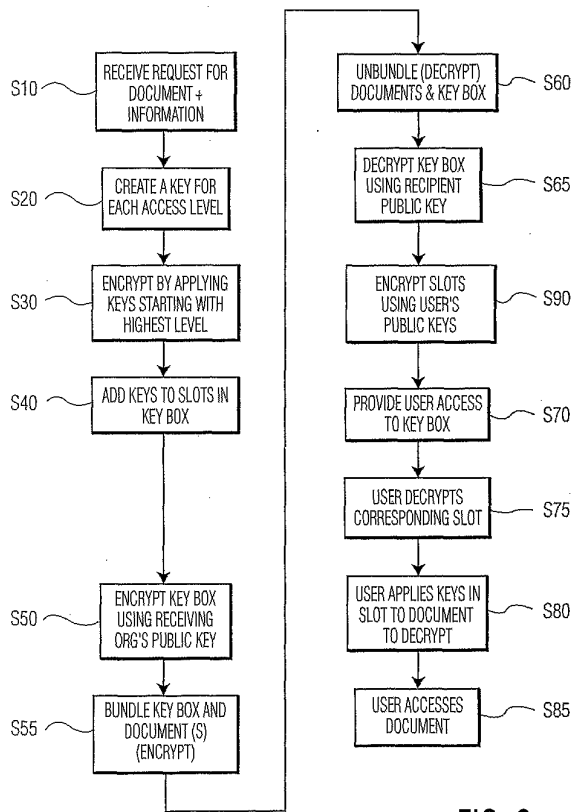 S10
RECEIVE REQUEST FOR
DOCUMENT +
INFORMATION
S20
CREATE A KEY FOR
EACH ACCESS LEVEL
S30
ENCRYPT BY APPLYING
KEYS STARTING WITH
HIGHEST LEVEL
S40
ADD KEYS TO SLOTS IN
KEY BOX
S50
ENCRYPT KEY BOX
USING RECEIVING
ORG'S PUBLIC KEY
S55
BUNDLE KEY BOX AND
DOCUMENT (S)
(ENCRYPT)
UNBUNDLE (DECRYPT)
DOCUMENTS & KEY BOX
S60
DECRYPT KEY BOX
USING RECIPIENT
PUBLIC KEY
S65
ENCRYPT SLOTS
USING USER'S
PUBLIC KEYS
S90
PROVIDE USER ACCESS
TO KEY BOX
S70
USER DECRYPTS
CORRESPONDING SLOT
S75
USER APPLIES KEYS IN
SLOT TO DOCUMENT
TO DECRYPT
S80
USER ACCESSES
DOCUMENT
S85